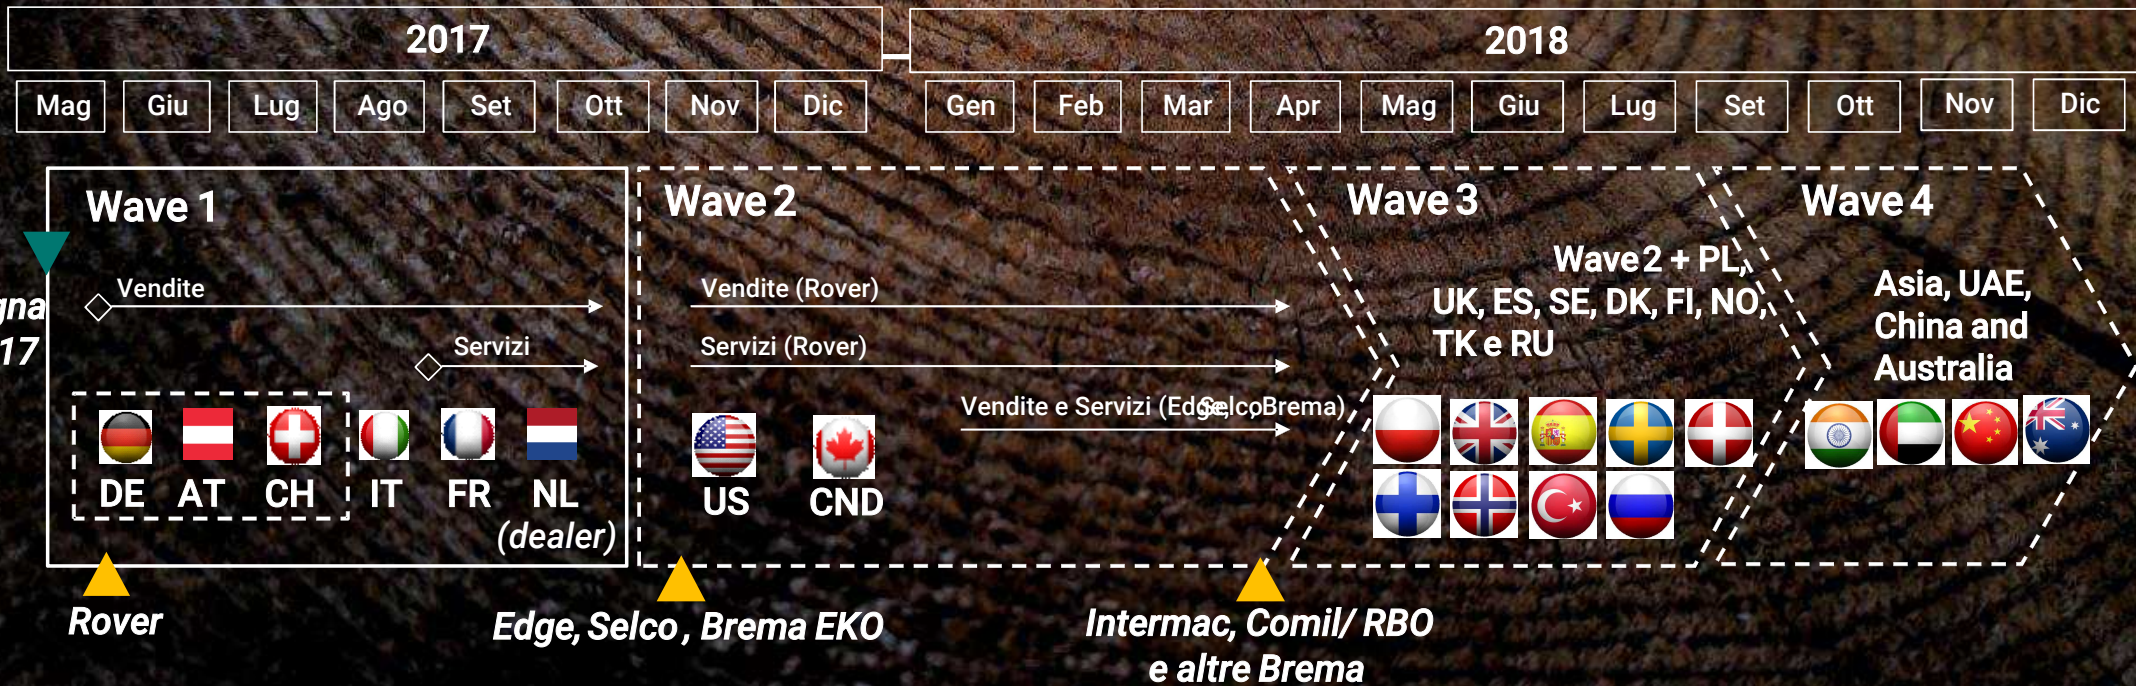 2017
2018
Mag Giu Lug Ago Set Ott Nov Dic Gen Feb Mar Apr Mag Giu Lug Set Ott Nov Dic
Wave 1
Vendite
gna
17
Servizi
DE AT CH IT FR NL
(dealer)
Rover
Wave 2
Vendite (Rover)
Servizi (Rover)
Vendite e Servizi (Edge, Selco, Brema)
US CND
Edge, Selco , Brema EKO
Wave 3
Wave 2 + PL,
UK, ES, SE, DK, FI, NO,
TK e RU
Intermac, Comil/ RBO
e altre Brema
Wave 4
Asia, UAE,
China and
Australia